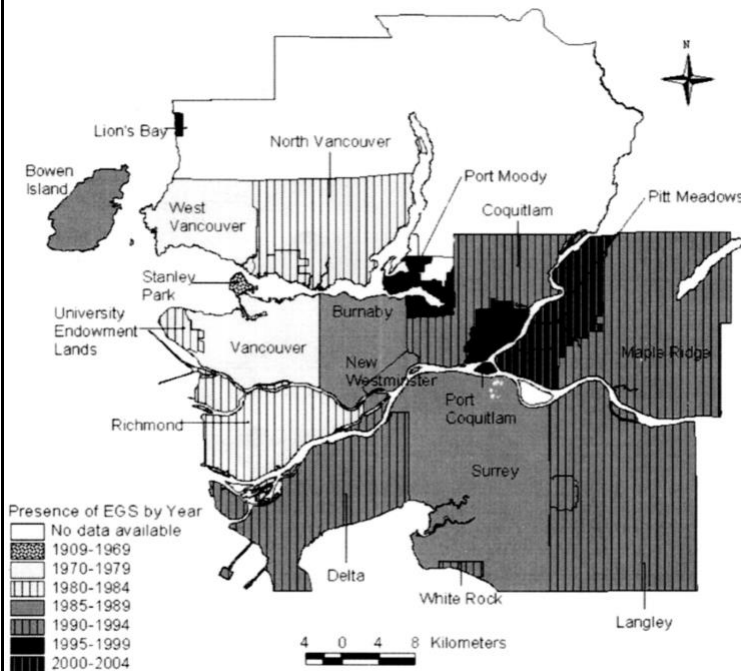 N
Lion's Bay
North Vancouver
Bowen
Island
Port Moody
Coquitlam
Pitt Meadows
West
Vancouver
Stanley
Park
University
Endowment
Lands
Burnaby
Vancouver
New
Westminster
Maple Ridge
Richmond
Port
Coquitlam
Surrey
Presence of EGS by Year
No data available
1909-1969
1970-1979
1980-1984
1985-1989
1990-1994
1995-1999
2000-2004
Delta
White Rock
Langley
4 0 4 8 Kilometers